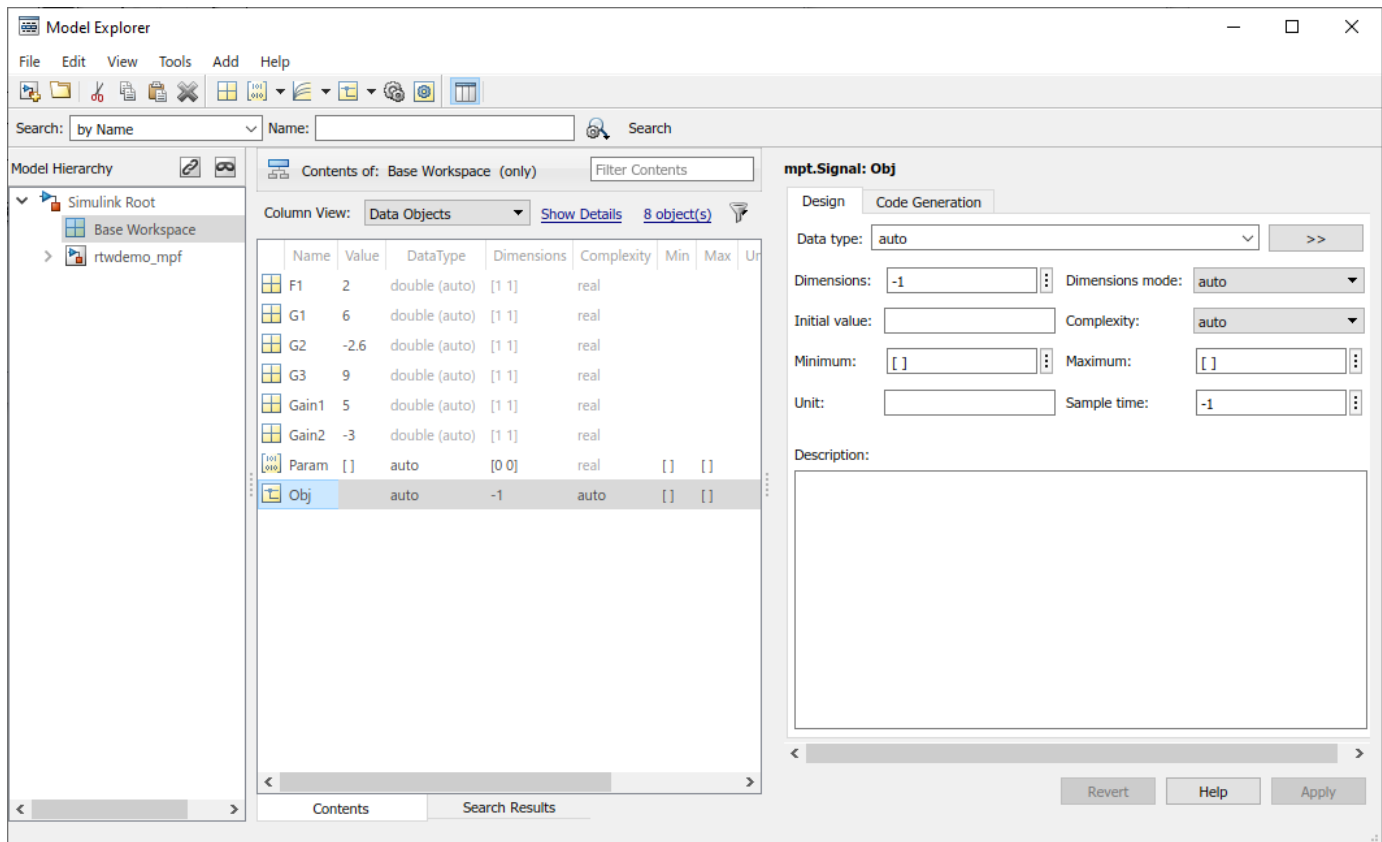 Model Explorer
File Edit View Tools Add Help
Search: by Name Name: Search
Model Hierarchy
Simulink Root
Base Workspace
rtwdemo_mpf
Contents of: Base Workspace (only) Filter Contents
Column View: Data Objects Show Details 8 object(s)
Name Value DataType Dimensions Complexity Min Max Ur
F1 2 double (auto) [1 1] real
G1 6 double (auto) [1 1] real
G2 -2.6 double (auto) [1 1] real
G3 9 double (auto) [1 1] real
Gain1 5 double (auto) [1 1] real
Gain2 -3 double (auto) [1 1] real
Param [ ] auto [0 0] real [ ] [ ]
Obj auto -1 auto [ ] [ ]
Contents Search Results
mpt.Signal: Obj
Design Code Generation
Data type: auto >>
Dimensions: -1 Dimensions mode: auto
Initial value: Complexity: auto
Minimum: [ ] Maximum: [ ]
Unit: Sample time: -1
Description:
Revert Help Apply